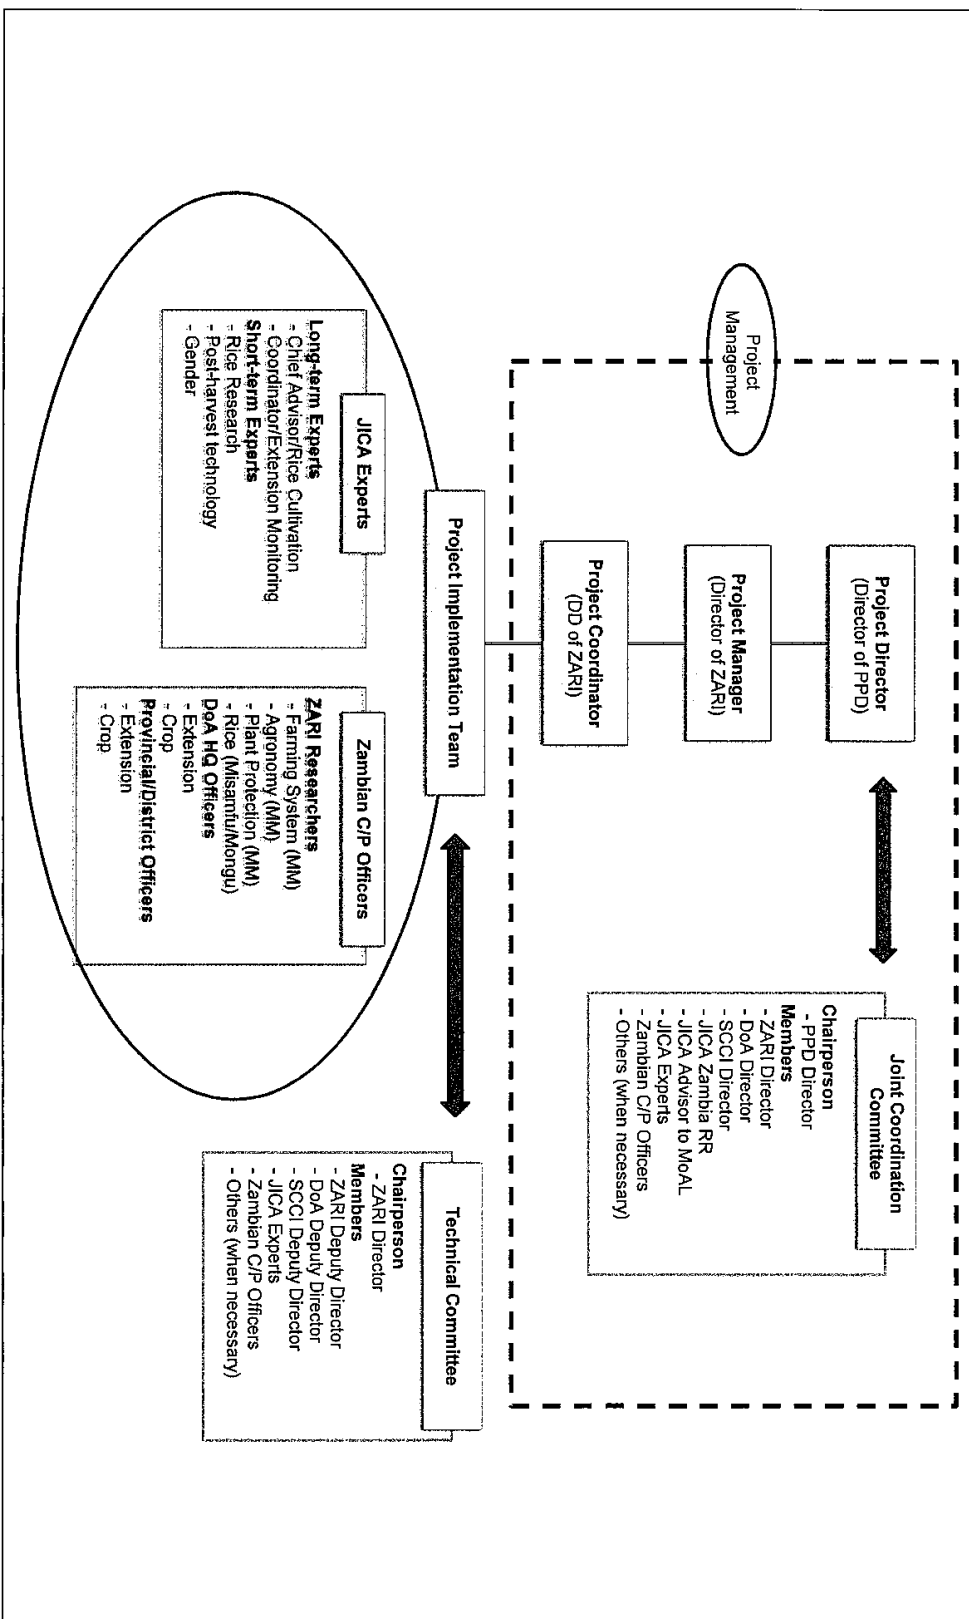 Project
Management
Project Director
(Director of PPD)
Project Manager
(Director of ZARI)
Project Coordinator
(DD of ZARI)
Joint Coordination
Committee
Chairperson
- PPD Director
Members
- ZARI Director
- DoA Director
- SCCI Director
- JICA Zambia RR
- JICA Advisor to MoAL
- JICA Experts
- Zambian C/P Officers
- Others (when necessary)
Project Implementation Team
JICA Experts
Long-term Experts
- Chief Advisor/Rice Cultivation
- Coordinator/Extension Monitoring
Short-term Experts
- Rice Research
- Post-harvest technology
- Gender
Zambian C/P Officers
ZARI Researchers
- Farming System (MM)
- Agronomy (MM)
- Plant Protection (MM)
- Rice (Misamfu/Mongu)
DoA HQ Officers
- Extension
- Crop
Provincial/District Officers
- Extension
- Crop
Technical Committee
Chairperson
- ZARI Director
Members
- ZARI Deputy Director
- DoA Deputy Director
- SCCI Deputy Director
- JICA Experts
- Zambian C/P Officers
- Others (when necessary)